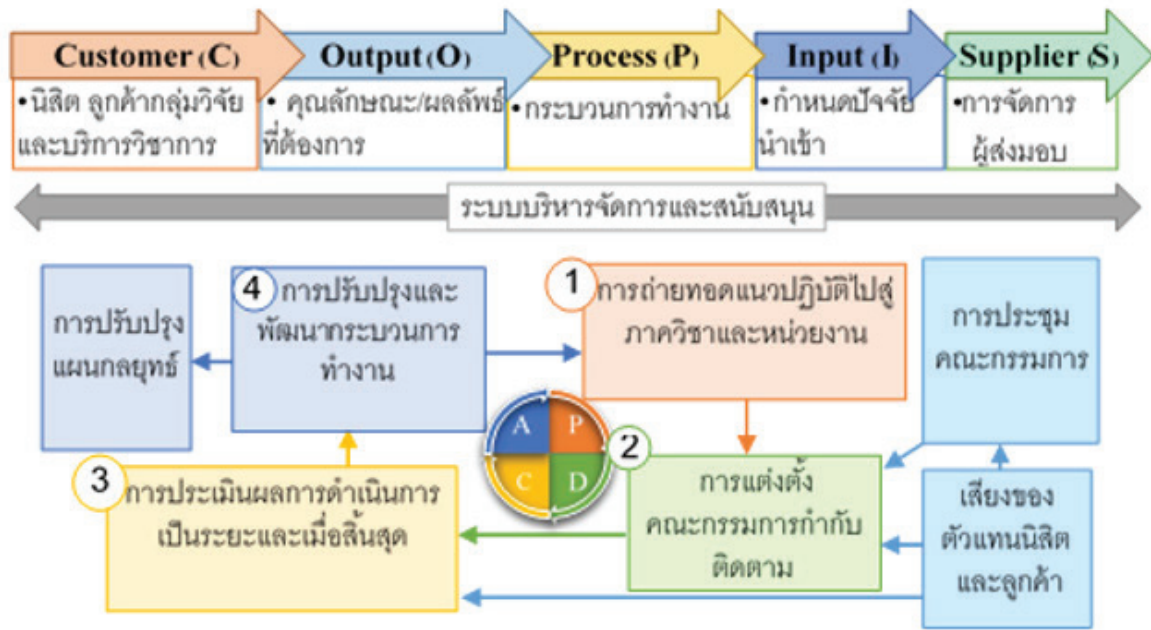 Customer (C) Output (O) Process (P) Input (I) Supplier (S)
•นิสิต ลูกค้ากลุ่มวิจัย
และบริการวิชาการ
• คุณลักษณะ/ผลลัพธ์
ที่ต้องการ
•กระบวนการทำงาน
•กำหนดปัจจัย
นำเข้า
•การจัดการ
ผู้ส่งมอบ
ระบบบริหารจัดการและสนับสนุน
การปรับปรุง
แผนกลยุทธ์
4 การปรับปรุงและ
พัฒนากระบวนการ
ทำงาน
1 การถ่ายทอดแนวปฏิบัติไปสู่
ภาควิชาและหน่วยงาน
การประชุม
คณะกรรมการ
A P
C D
3 การประเมินผลการดำเนินการ
เป็นระยะและเมื่อสิ้นสุด
2 การแต่งตั้ง
คณะกรรมการกำกับ
ติดตาม
เสียงของ
ตัวแทนนิสิต
และลูกค้า